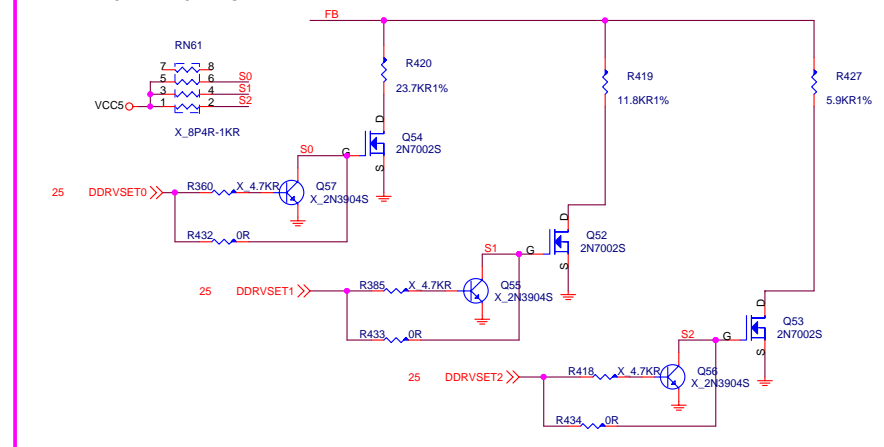 FB
RN61
7 8
5 6 S0
3 4 S1
1 2 S2
VCC5
X_8P4R-1KR
R420
23.7KR1%
R419
11.8KR1%
R427
5.9KR1%
D
G
S
Q54
2N7002S
S0
25 DDRVSET0
R360 X_4.7KR
Q57
X_2N3904S
R432 0R
D
G
S
Q52
2N7002S
S1
25 DDRVSET1
R385 X_4.7KR
Q55
X_2N3904S
R433 0R
D
G
S
Q53
2N7002S
S2
25 DDRVSET2
R418 X_4.7KR
Q56
X_2N3904S
R434 0R